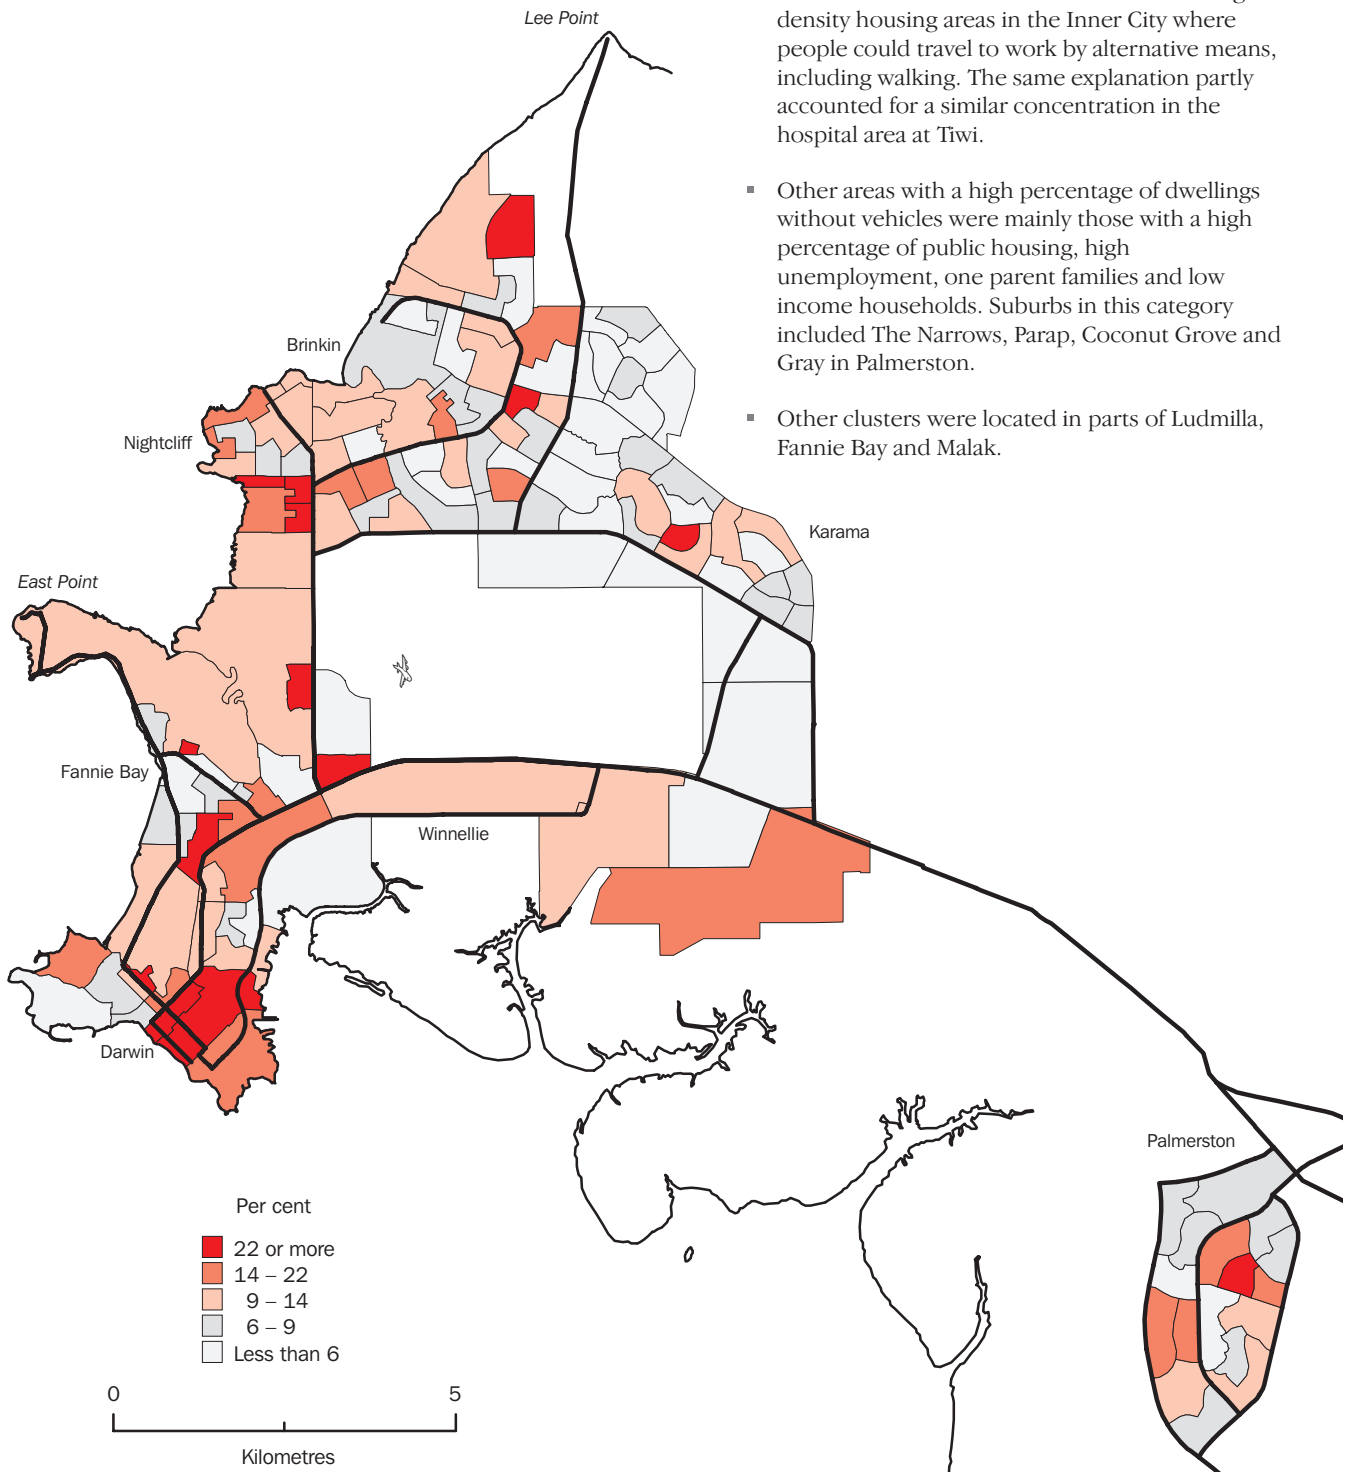 Lee Point
density housing areas in the Inner City where
people could travel to work by alternative means,
including walking. The same explanation partly
accounted for a similar concentration in the
hospital area at Tiwi.
▪ Other areas with a high percentage of dwellings
without vehicles were mainly those with a high
percentage of public housing, high
unemployment, one parent families and low
income households. Suburbs in this category
included The Narrows, Parap, Coconut Grove and
Gray in Palmerston.
▪ Other clusters were located in parts of Ludmilla,
Fannie Bay and Malak.
Brinkin
Nightcliff
Karama
East Point
Fannie Bay
Winnellie
Darwin
Palmerston
Per cent
22 or more
14 – 22
9 – 14
6 – 9
Less than 6
0 5
Kilometres